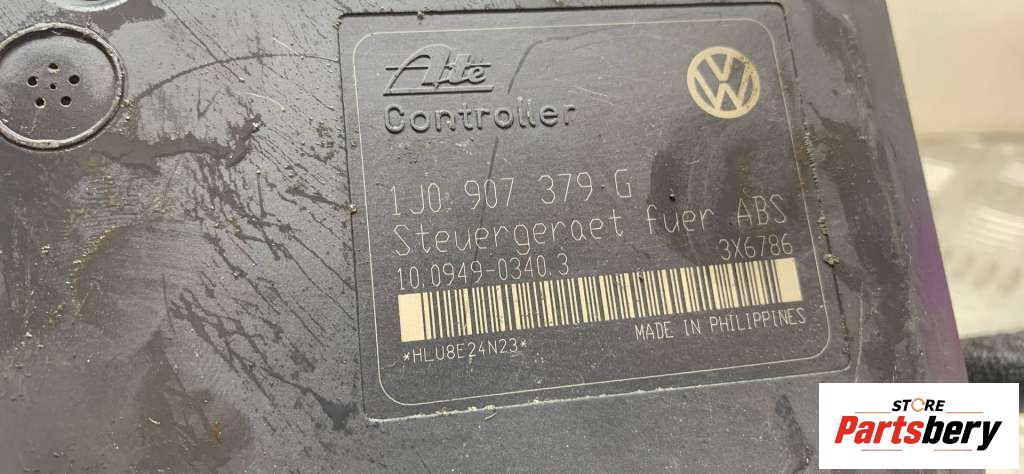 Ate
Controller
1J0 907 379 G
Steuergeraet fuer ABS
10.0949-0340.3 3X6786
*HLU8E24N23* MADE IN PHILIPPINES
STORE
Partsbery